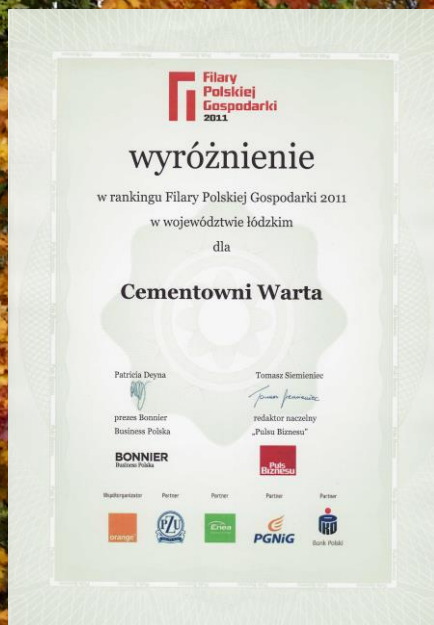 Filary
Polskiej
Gospodarki
2011
wyróżnienie
w rankingu Filary Polskiej Gospodarki 2011
w województwie łódzkim
dla
Cementowni Warta
Patricia Deyna
prezes Bonnier
Business Polska
BONNIER
Business Polska
Tomasz Siemieniec
redaktor naczelny
„Pulsu Biznesu"
Puls
Biznesu
Współorganizator
Partner
Partner
Partner
Partner
orange
PZU
Enea
PGNiG
Bank Polski